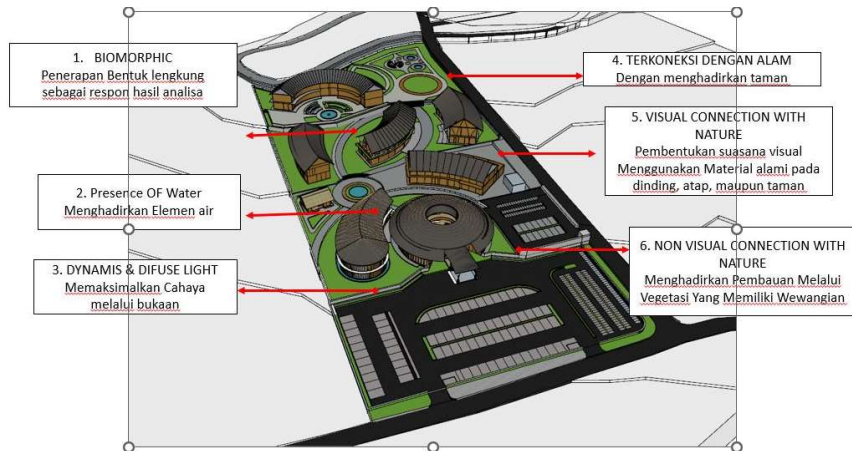 1. BIOMORPHIC
Penerapan Bentuk lengkung
sebagai respon hasil analisa
2. Presence OF Water
Menghadirkan Elemen air
3. DYNAMIS & DIFUSE LIGHT
Memaksimalkan Cahaya
melalui bukaan
4. TERKONEKSI DENGAN ALAM
Dengan menghadirkan taman
5. VISUAL CONNECTION WITH
NATURE
Pembentukan suasana visual
Menggunakan Material alami pada
dinding, atap, maupun taman
6. NON VISUAL CONNECTION WITH
NATURE
Menghadirkan Pembauan Melalui
Vegetasi Yang Memiliki Wewangian